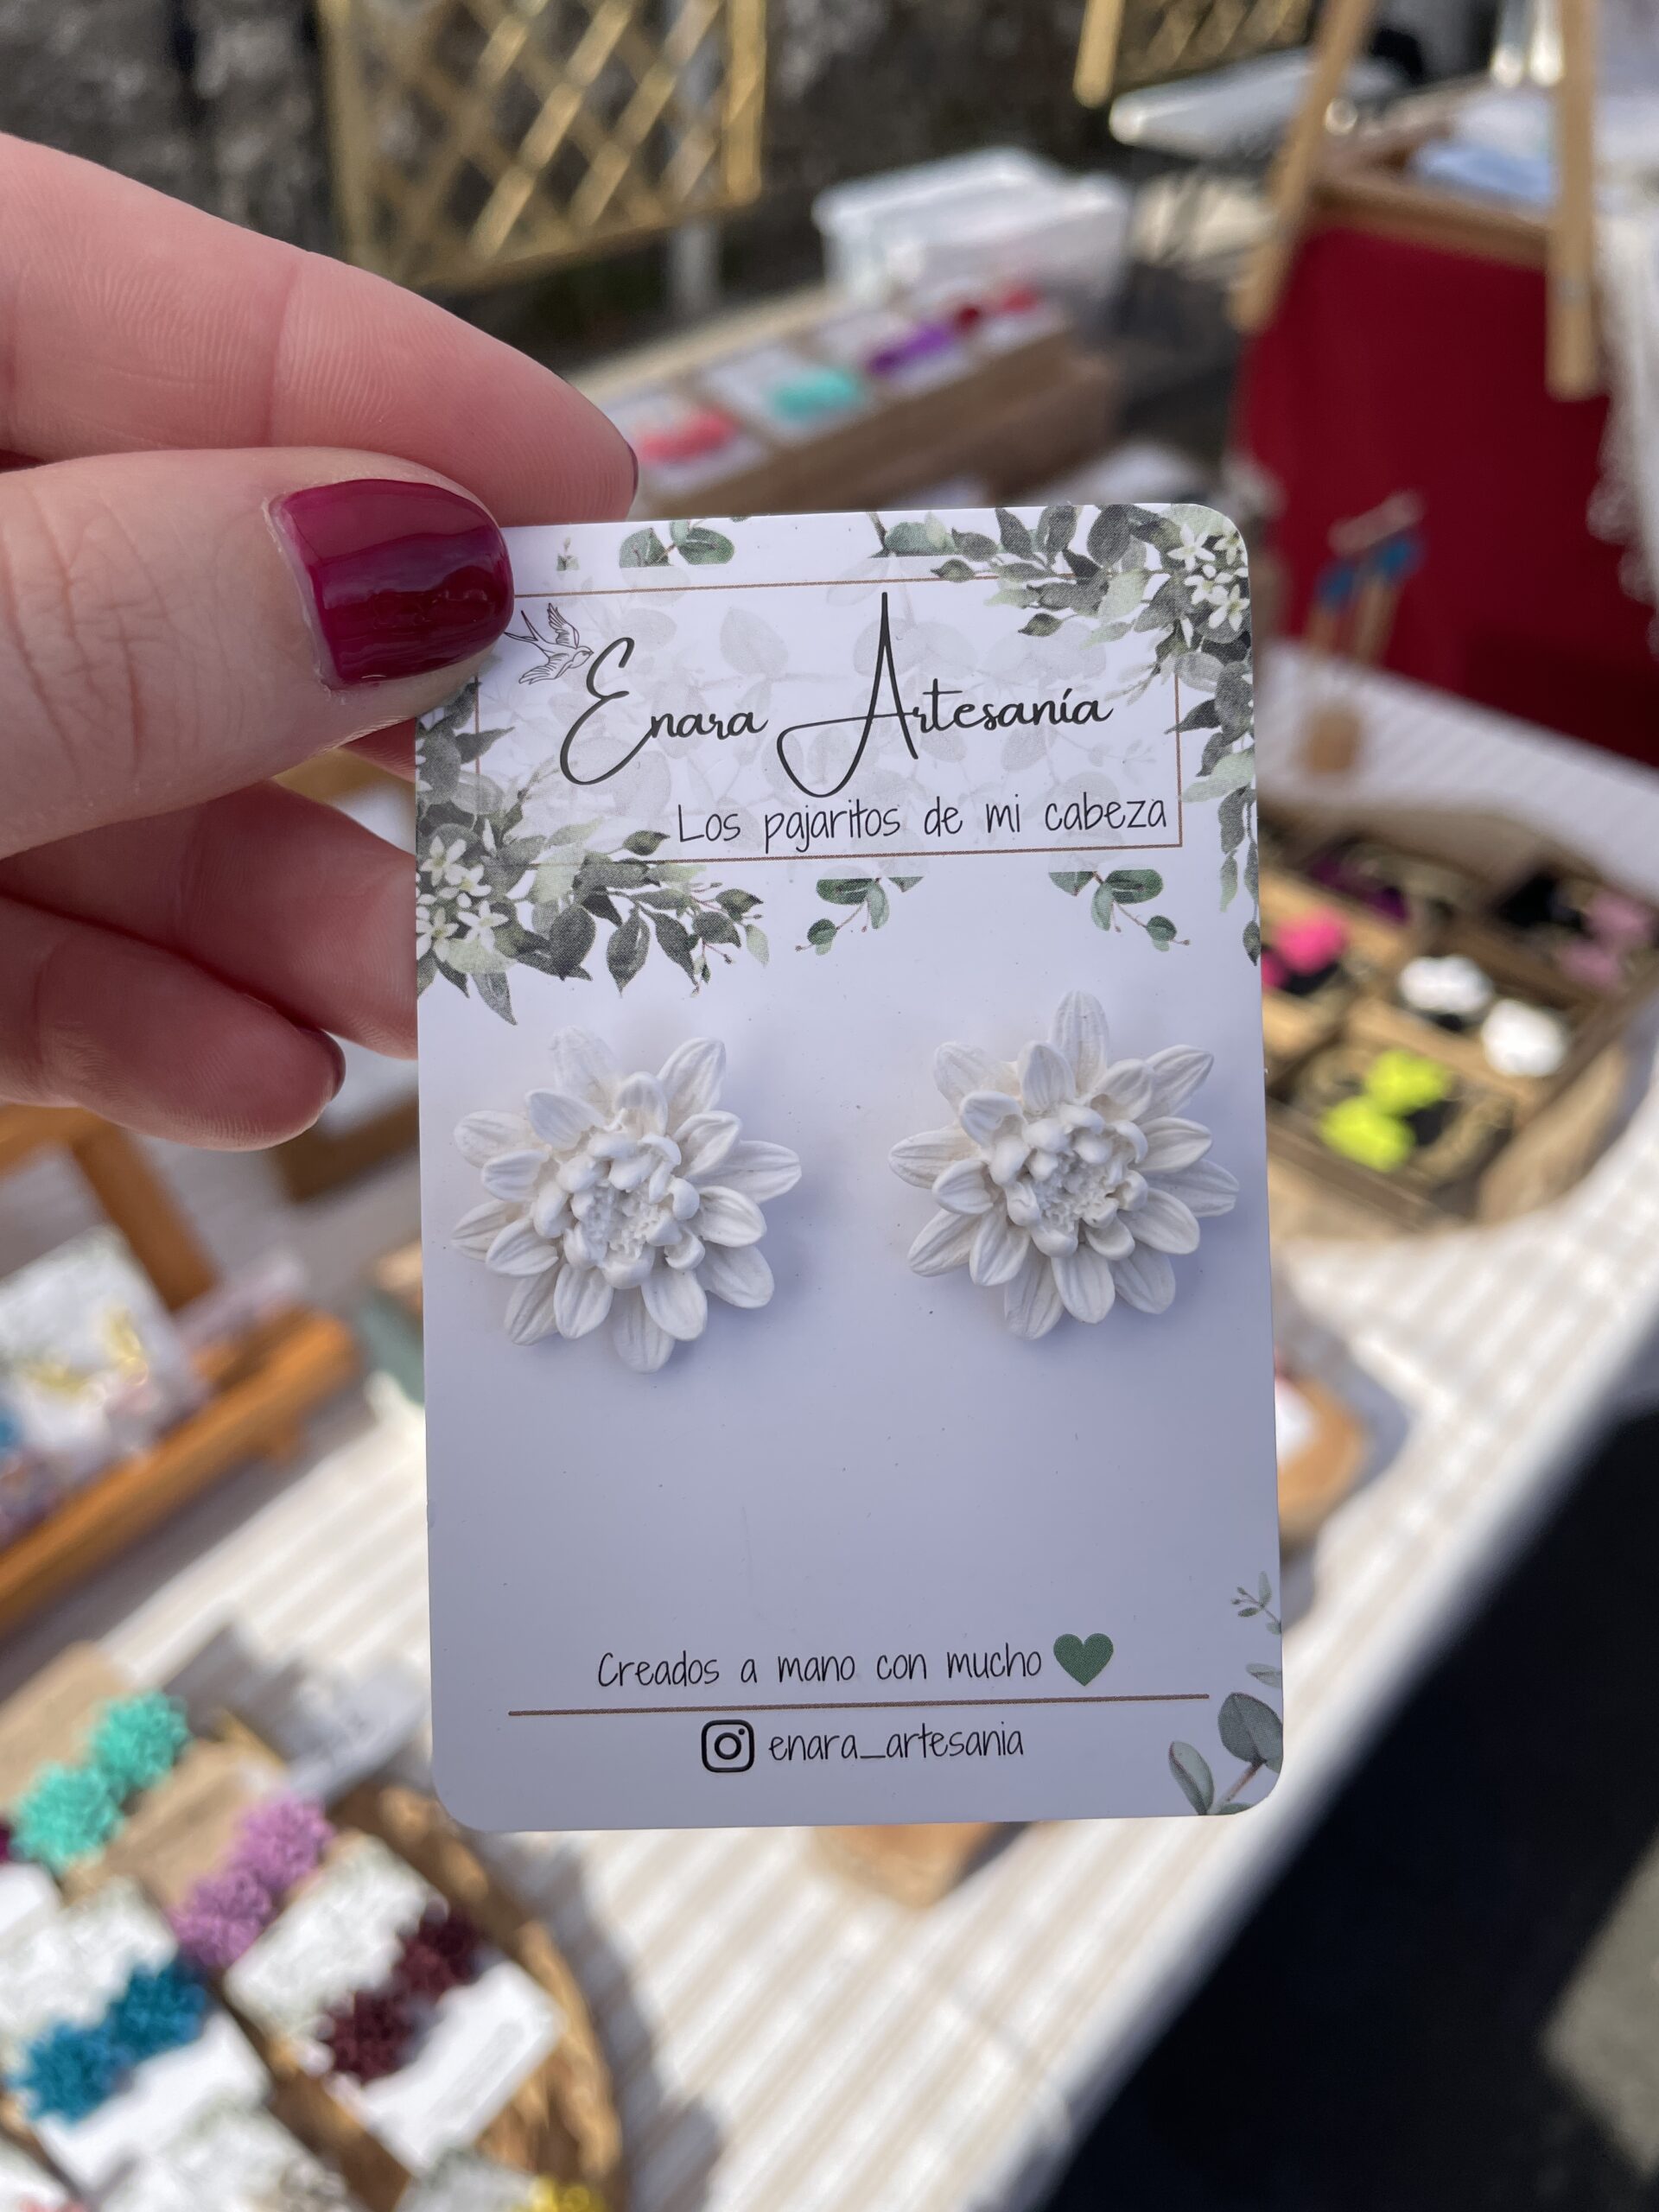 Enara Artesanía
Los pajaritos de mi cabeza
Creados a mano con mucho
enara_artesania